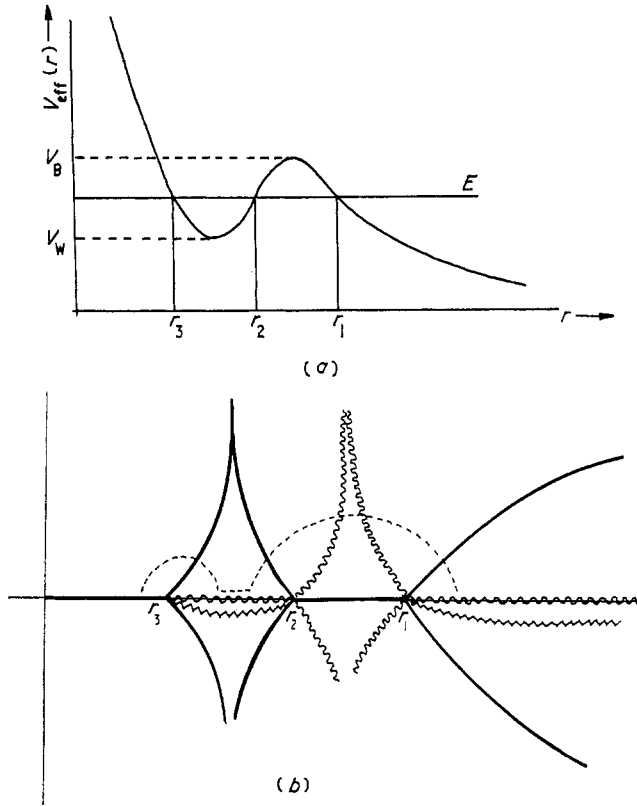 V_eff(r)
V_B
E
V_W
r_3 r_2 r_1 r
(a)
r_3 r_2 r_1
(b)